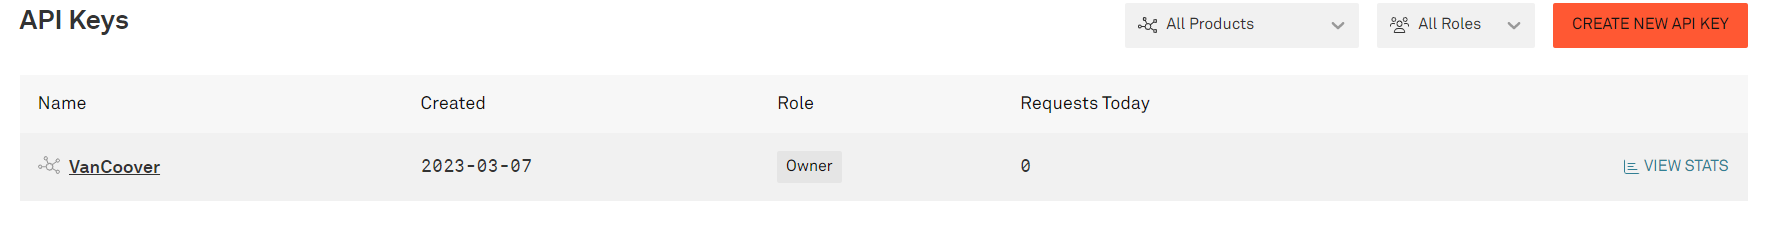 API Keys
All Products
All Roles
CREATE NEW API KEY
Name Created Role Requests Today
VanCoover 2023-03-07 Owner 0 VIEW STATS